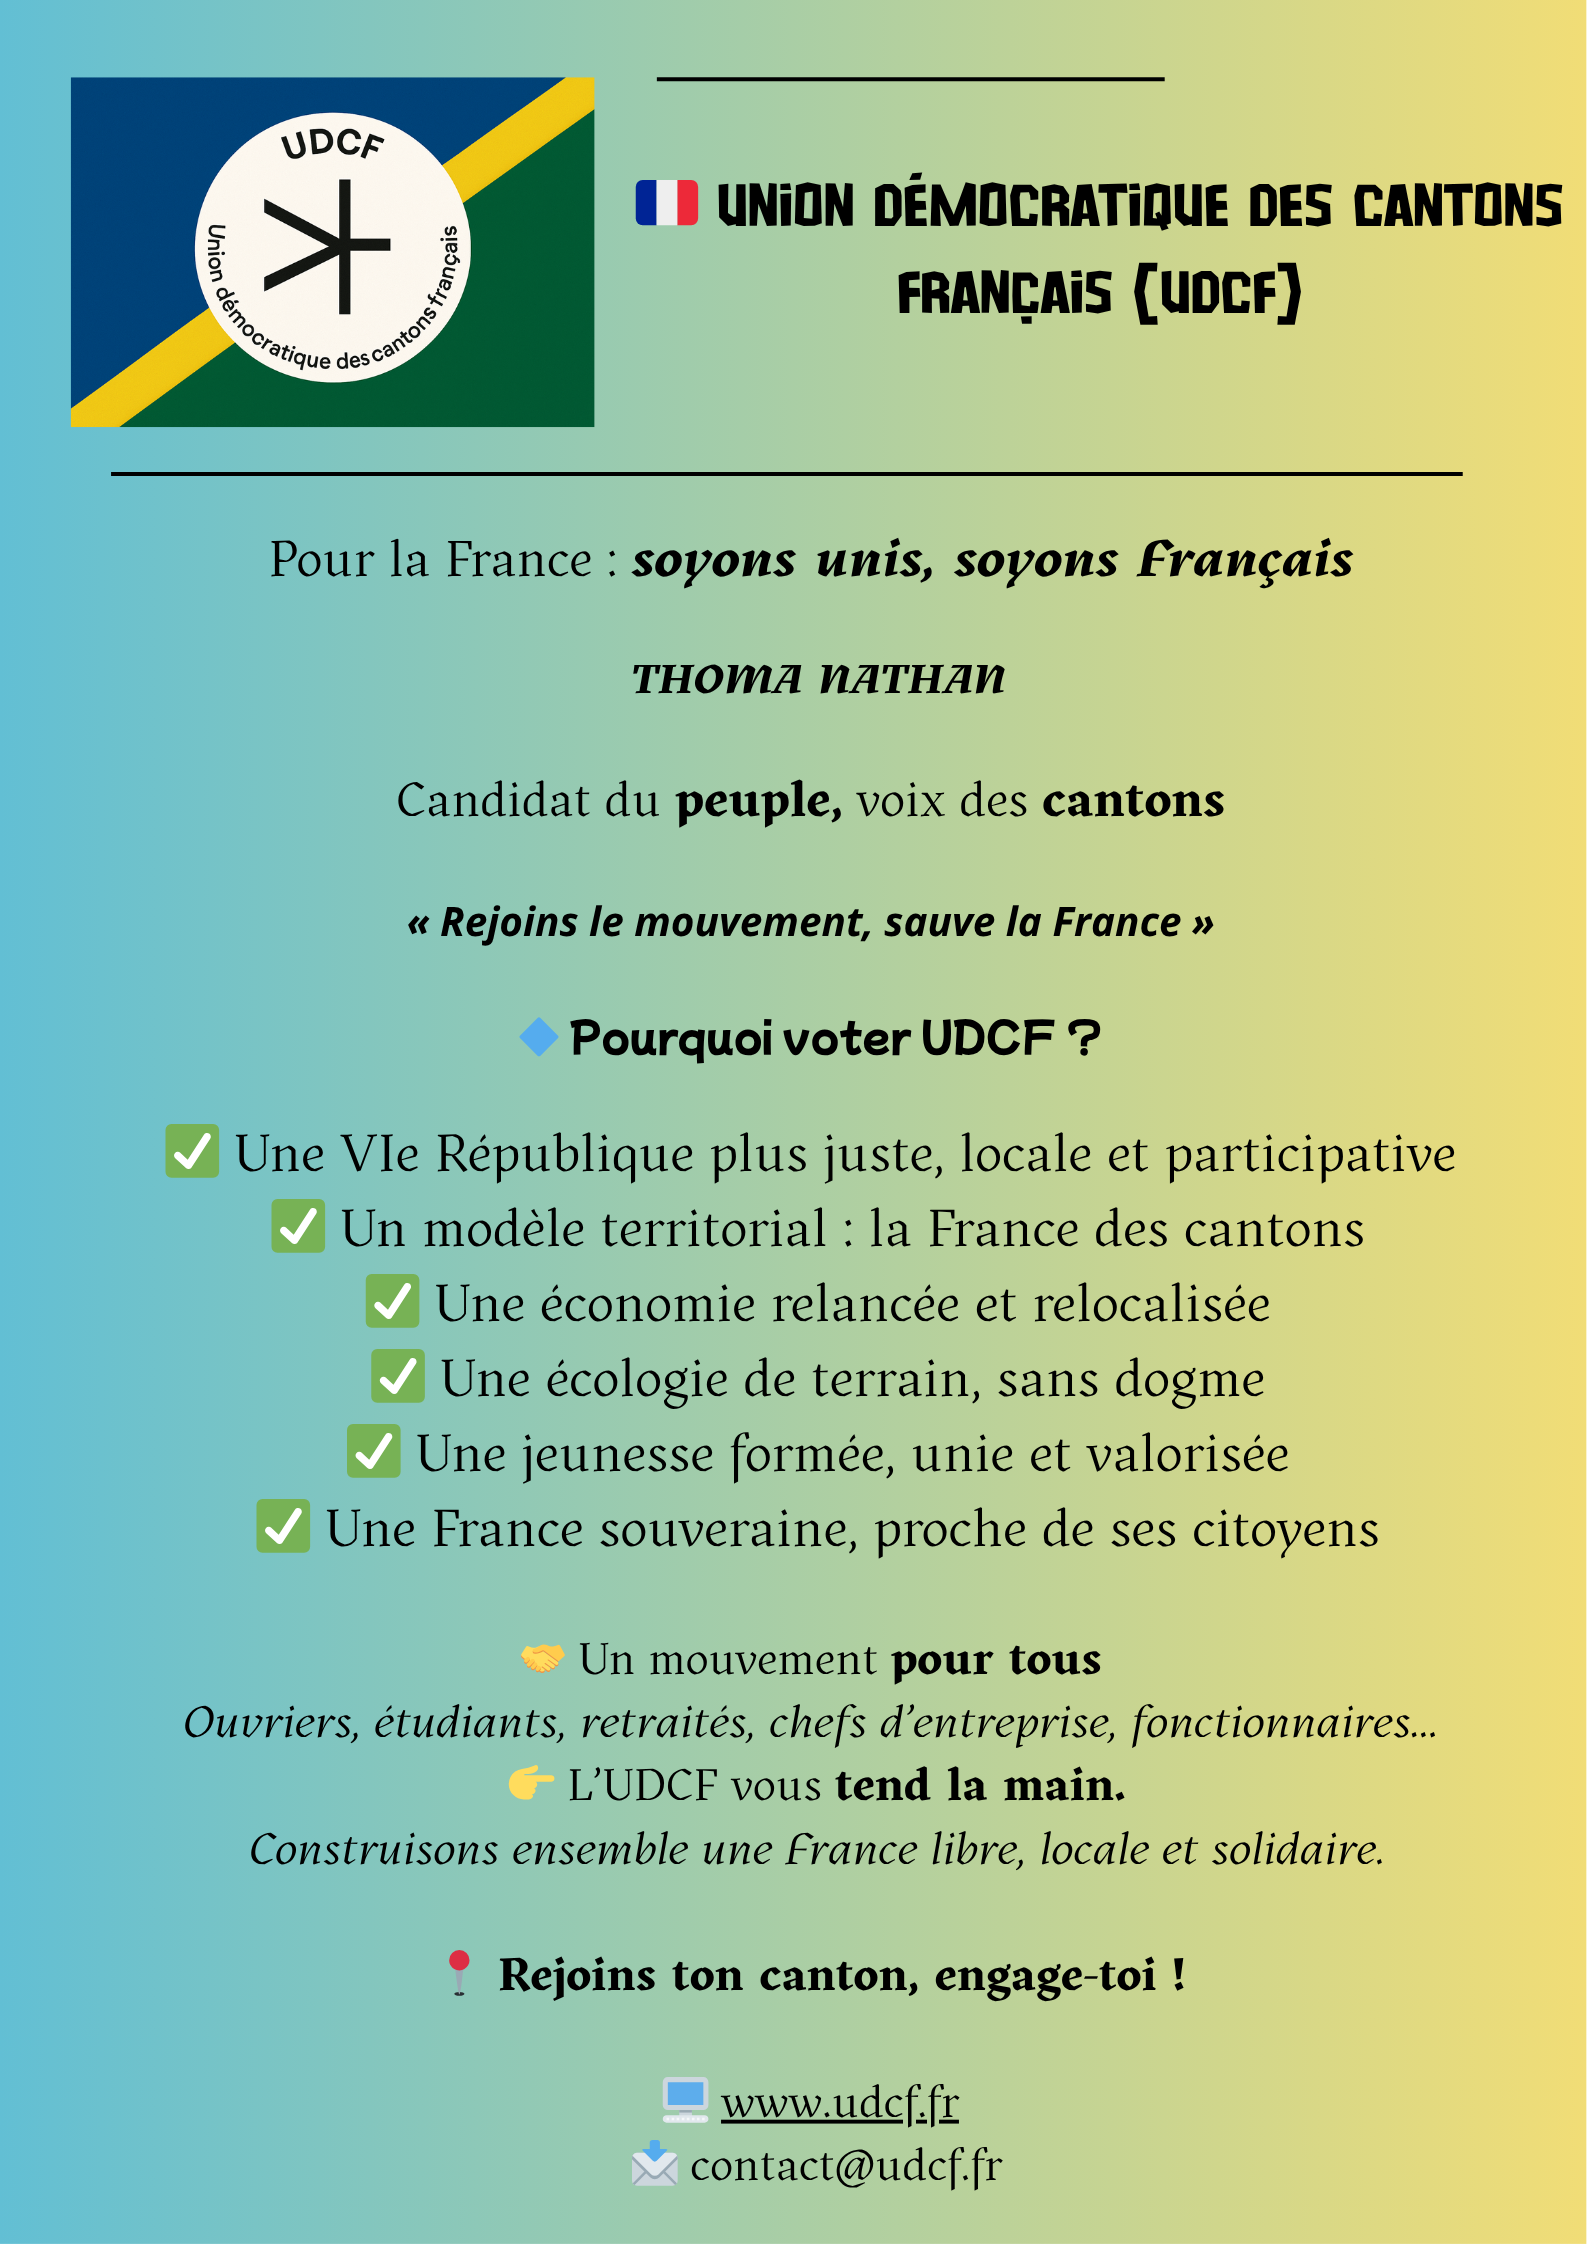 UDCF
Union démocratique des cantons français
🇫🇷 UNION DÉMOCRATIQUE DES CANTONS
FRANÇAIS (UDCF)
Pour la France : soyons unis, soyons Français
THOMA NATHAN
Candidat du peuple, voix des cantons
« Rejoins le mouvement, sauve la France »
🔷 Pourquoi voter UDCF ?
✅ Une VIe République plus juste, locale et participative
✅ Un modèle territorial : la France des cantons
✅ Une économie relancée et relocalisée
✅ Une écologie de terrain, sans dogme
✅ Une jeunesse formée, unie et valorisée
✅ Une France souveraine, proche de ses citoyens
🤝 Un mouvement pour tous
Ouvriers, étudiants, retraités, chefs d’entreprise, fonctionnaires…
👉 L’UDCF vous tend la main.
Construisons ensemble une France libre, locale et solidaire.
📍 Rejoins ton canton, engage-toi !
🖥️ www.udcf.fr
📩 contact@udcf.fr